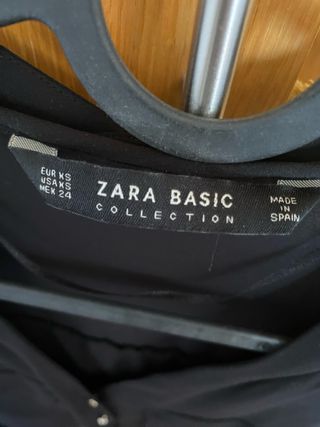 EUR XS
USA XS
MEX 24
ZARA BASIC
COLLECTION
MADE
IN
SPAIN